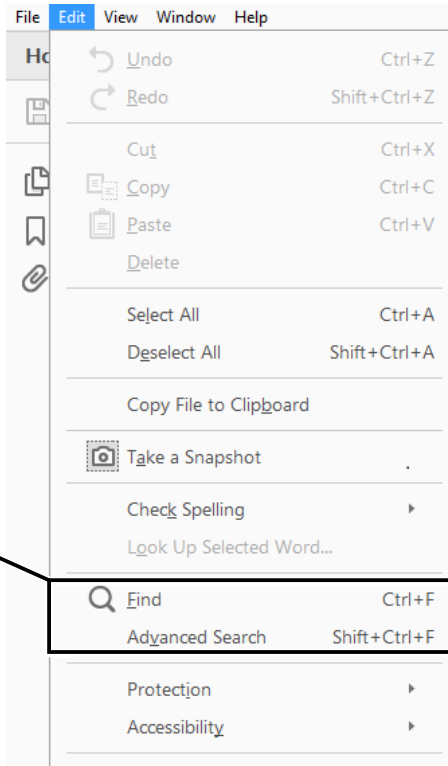 File Edit View Window Help
Ho
Undo Ctrl+Z
Redo Shift+Ctrl+Z
Cut Ctrl+X
Copy Ctrl+C
Paste Ctrl+V
Delete
Select All Ctrl+A
Deselect All Shift+Ctrl+A
Copy File to Clipboard
Take a Snapshot
Check Spelling
Look Up Selected Word...
Find Ctrl+F
Advanced Search Shift+Ctrl+F
Protection
Accessibility